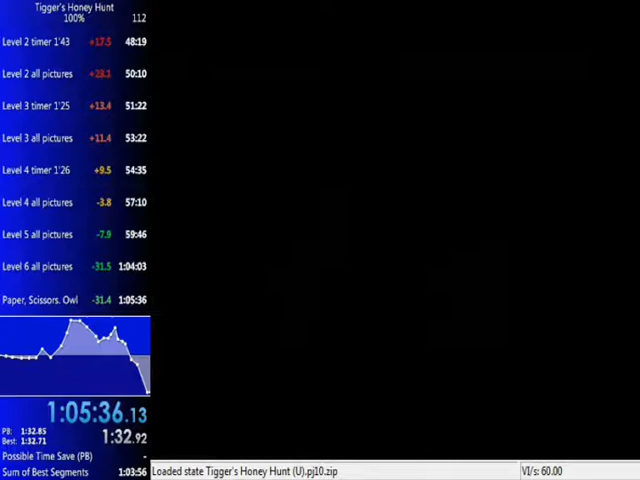 Tigger's Honey Hunt
100% 112
Level 2 timer 1'43 +17.5 48:19
Level 2 all pictures +23.1 50:10
Level 3 timer 1'25 +13.4 51:22
Level 3 all pictures +11.4 53:22
Level 4 timer 1'26 +9.5 54:35
Level 4 all pictures -3.8 57:10
Level 5 all pictures -7.9 59:46
Level 6 all pictures -31.5 1:04:03
Paper, Scissors. Owl -31.4 1:05:36
1:05:36.13
PB: 1:32.85
Best: 1:32.71
1:32.92
Possible Time Save (PB) -
Sum of Best Segments 1:03:56
Loaded state Tigger's Honey Hunt (U).pj10.zip
VI/s: 60.00